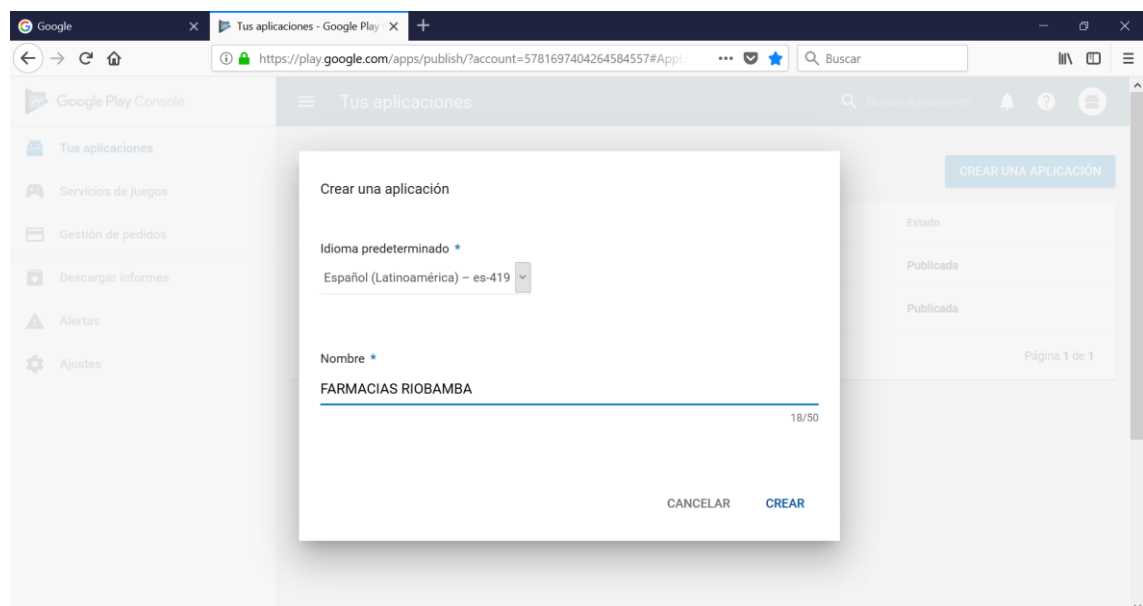 Google
Tus aplicaciones - Google Play
https://play.google.com/apps/publish/?account=5781697404264584557#AppL
Buscar
Google Play Console
Tus aplicaciones
Buscar aplicaciones
Tus aplicaciones
CREAR UNA APLICACIÓN
Servicios de juegos
Gestión de pedidos
Descargar informes
Alertas
Ajustes
Crear una aplicación
Idioma predeterminado *
Español (Latinoamérica) – es-419
Nombre *
FARMACIAS RIOBAMBA
18/50
CANCELAR CREAR
Estado
Publicada
Publicada
Página 1 de 1